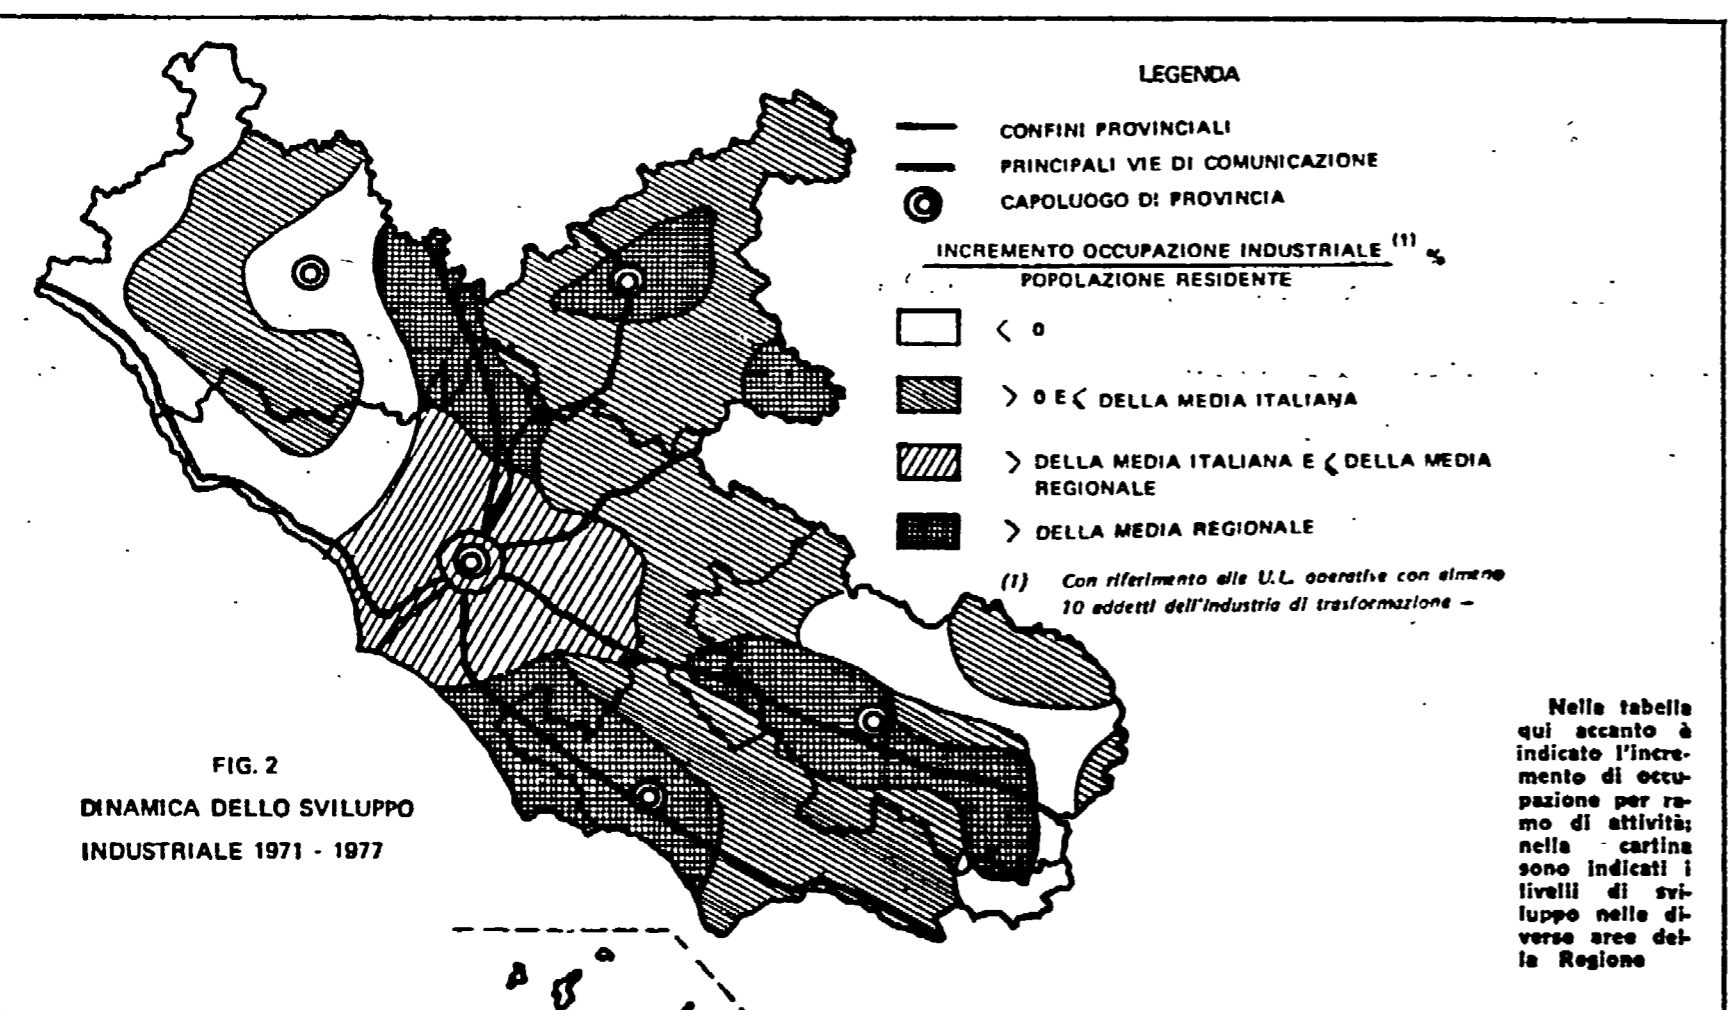 LEGENDA
CONFINI PROVINCIALI
PRINCIPALI VIE DI COMUNICAZIONE
CAPOLUOGO DI PROVINCIA
INCREMENTO OCCUPAZIONE INDUSTRIALE (1) %
POPOLAZIONE RESIDENTE
< 0
> 0 E < DELLA MEDIA ITALIANA
> DELLA MEDIA ITALIANA E < DELLA MEDIA
REGIONALE
> DELLA MEDIA REGIONALE
(1) Con riferimento alle U.L. operative con almeno
10 addetti dell'industria di trasformazione –
FIG. 2
DINAMICA DELLO SVILUPPO
INDUSTRIALE 1971 - 1977
Nella tabella
qui accanto è
indicato l'incre-
mento di occu-
pazione per ra-
mo di attività;
nella cartina
sono indicati i
livelli di svi-
luppo nelle di-
verse aree del-
la Regione